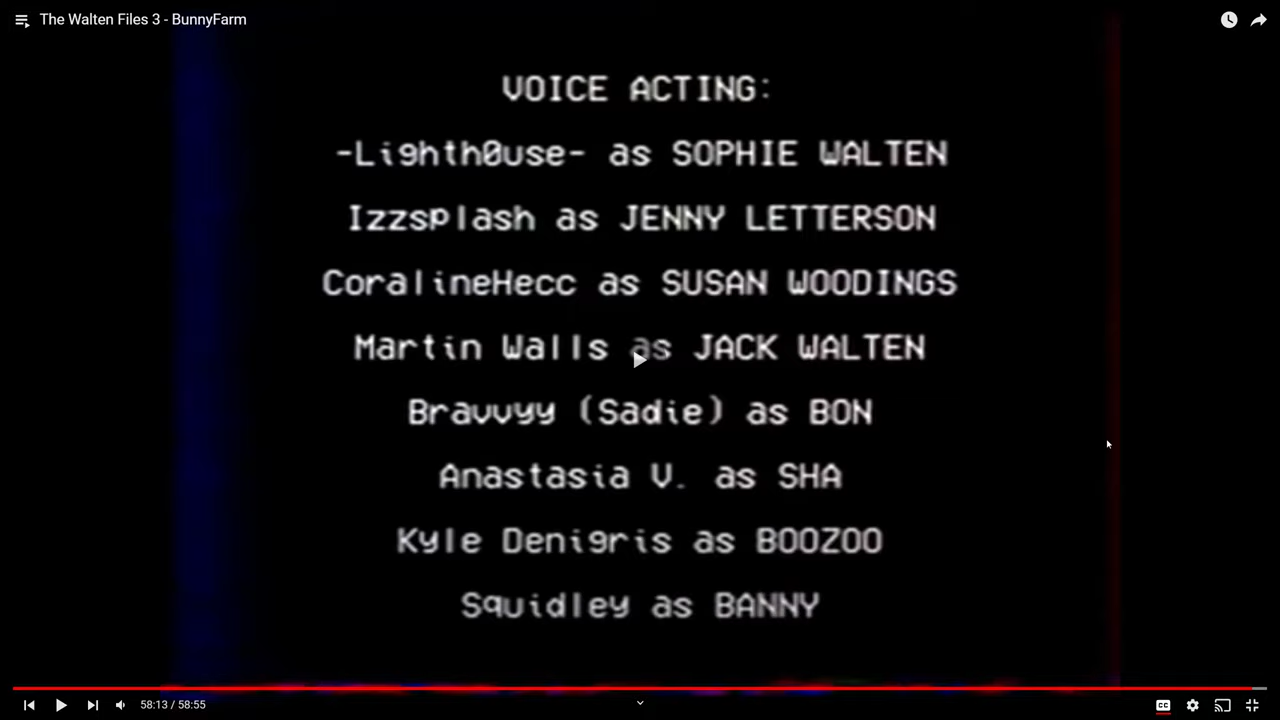 The Walten Files 3 - BunnyFarm
VOICE ACTING:
-Lighth0use- as SOPHIE WALTEN
Izzsplash as JENNY LETTERSON
CoralineHecc as SUSAN WOODINGS
Martin Walls as JACK WALTEN
Bravvyy (Sadie) as BON
Anastasia V. as SHA
Kyle Denigris as BOOZOO
Squidley as BANNY
58:13 / 58:55
CC